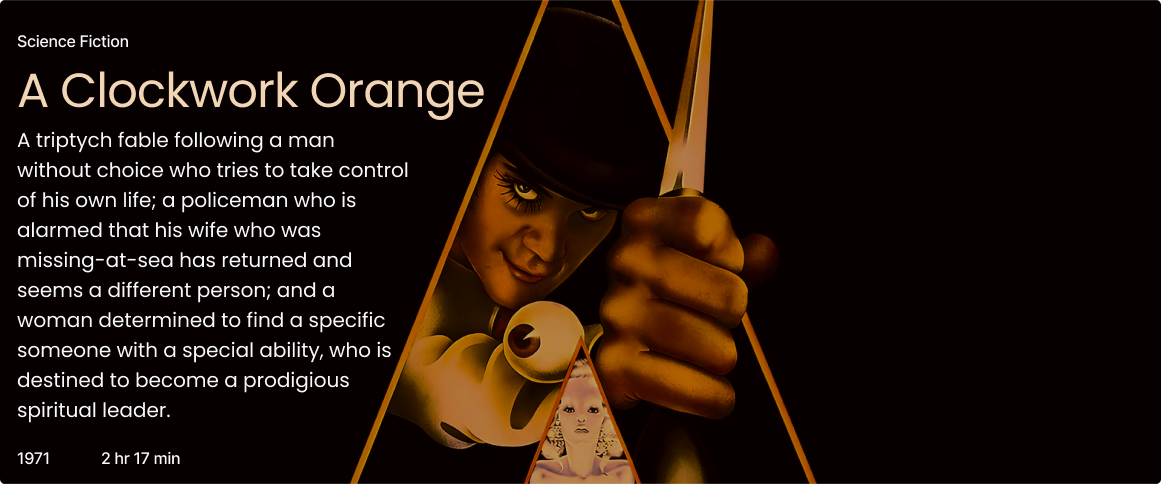 Science Fiction
A Clockwork Orange
A triptych fable following a man
without choice who tries to take control
of his own life; a policeman who is
alarmed that his wife who was
missing-at-sea has returned and
seems a different person; and a
woman determined to find a specific
someone with a special ability, who is
destined to become a prodigious
spiritual leader.
1971 2 hr 17 min